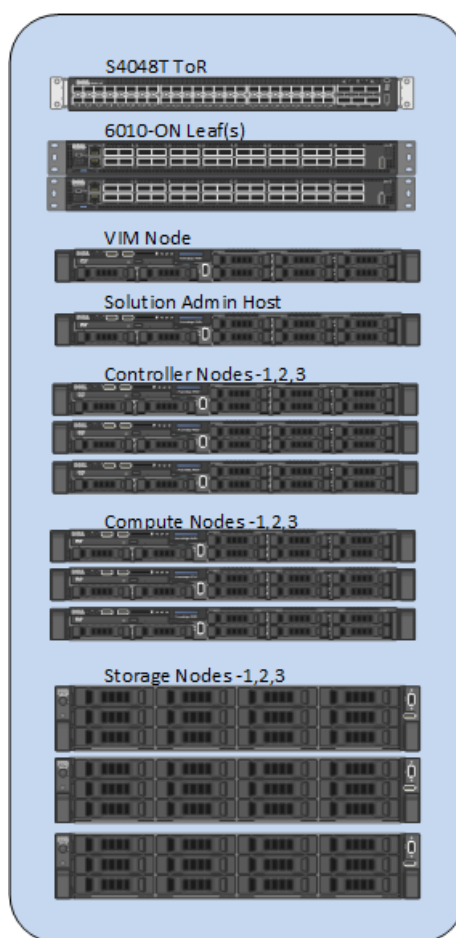 S4048T ToR
6010-ON Leaf(s)
VIM Node
Solution Admin Host
Controller Nodes -1,2,3
Compute Nodes -1,2,3
Storage Nodes -1,2,3